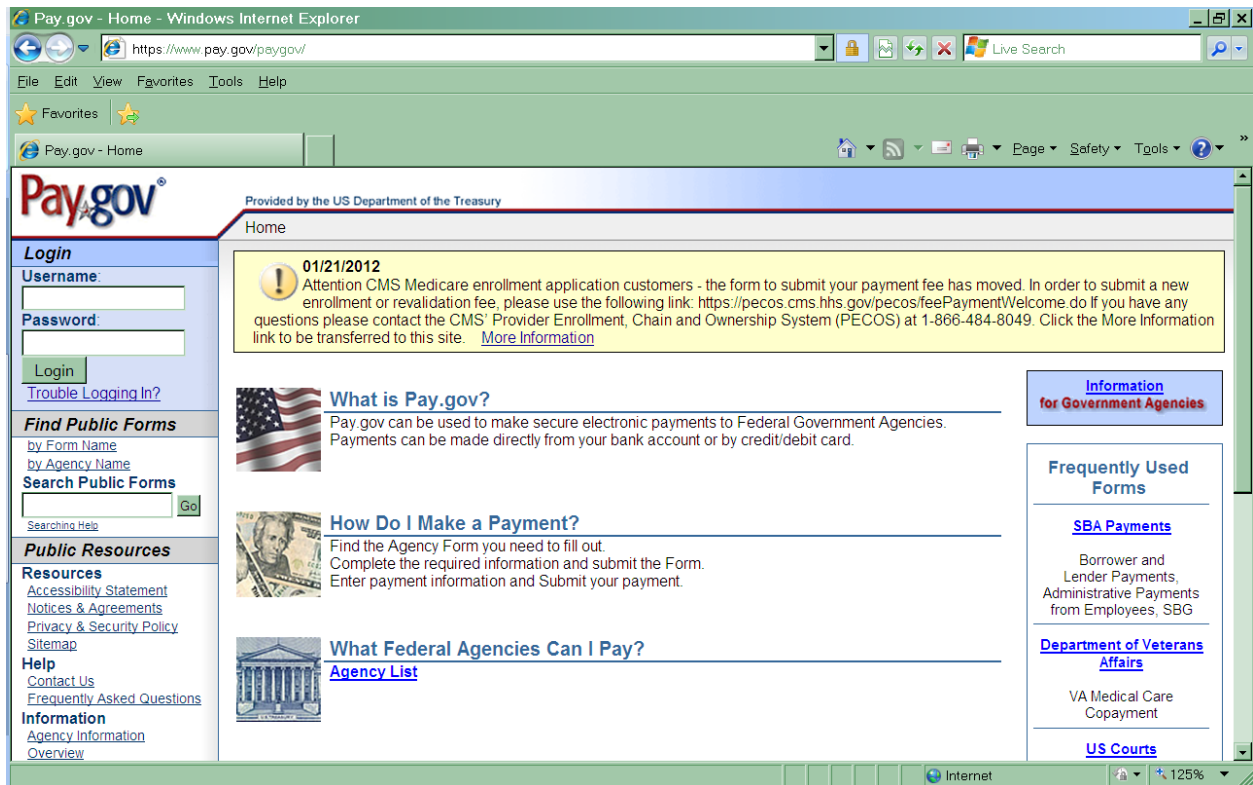 Pay.gov - Home - Windows Internet Explorer
https://www.pay.gov/paygov/
Live Search
File Edit View Favorites Tools Help
Favorites
Pay.gov - Home
Page Safety Tools
»
Pay.gov®
Provided by the US Department of the Treasury
Home
Login
Username:
Password:
Login
Trouble Logging In?
Find Public Forms
by Form Name
by Agency Name
Search Public Forms
Go
Searching Help
Public Resources
Resources
Accessibility Statement
Notices & Agreements
Privacy & Security Policy
Sitemap
Help
Contact Us
Frequently Asked Questions
Information
Agency Information
Overview
01/21/2012
Attention CMS Medicare enrollment application customers - the form to submit your payment fee has moved. In order to submit a new
enrollment or revalidation fee, please use the following link: https://pecos.cms.hhs.gov/pecos/feePaymentWelcome.do If you have any
questions please contact the CMS' Provider Enrollment, Chain and Ownership System (PECOS) at 1-866-484-8049. Click the More Information
link to be transferred to this site. More Information
What is Pay.gov?
Pay.gov can be used to make secure electronic payments to Federal Government Agencies.
Payments can be made directly from your bank account or by credit/debit card.
How Do I Make a Payment?
Find the Agency Form you need to fill out.
Complete the required information and submit the Form.
Enter payment information and Submit your payment.
What Federal Agencies Can I Pay?
Agency List
Information
for Government Agencies
Frequently Used
Forms
SBA Payments
Borrower and
Lender Payments,
Administrative Payments
from Employees, SBG
Department of Veterans
Affairs
VA Medical Care
Copayment
US Courts
Internet
125%